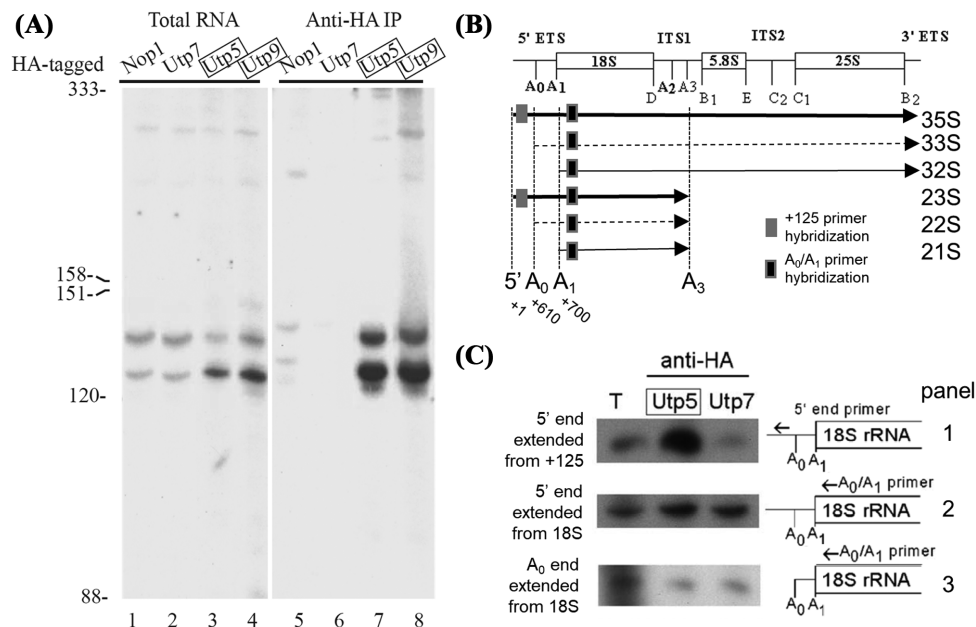 (A)
Total RNA
Anti-HA IP
HA-tagged
Nop1
Utp7
Utp5
Utp9
Nop1
Utp7
Utp5
Utp9
333-
158-
151-
120-
88-
1 2 3 4 5 6 7 8
(B)
5' ETS
ITS1
ITS2
3' ETS
18S
5.8S
25S
A0 A1
D
A2 A3
B1
E
C2
C1
B2
35S
33S
32S
23S
22S
21S
+125 primer
hybridization
A0/A1 primer
hybridization
5' A0 A1 A3
+1 +610 +700
(C)
anti-HA
T Utp5 Utp7
panel
5' end
extended
from +125
5' end primer
18S rRNA
A0 A1
1
5' end
extended
from 18S
←A0/A1 primer
18S rRNA
A0 A1
2
A0 end
extended
from 18S
←A0/A1 primer
18S rRNA
A0 A1
3